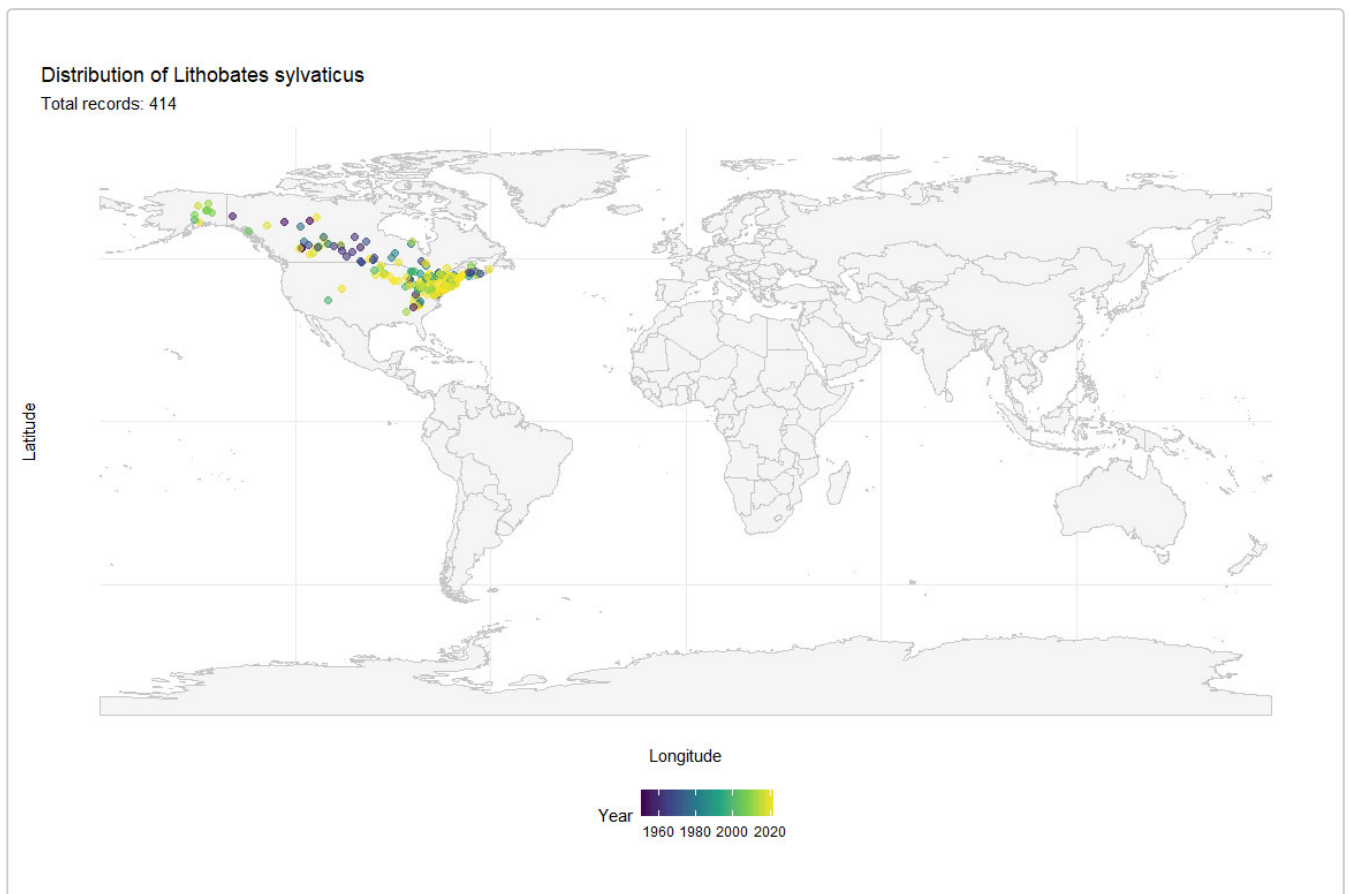 Distribution of Lithobates sylvaticus
Total records: 414
Latitude
Longitude
Year
1960 1980 2000 2020